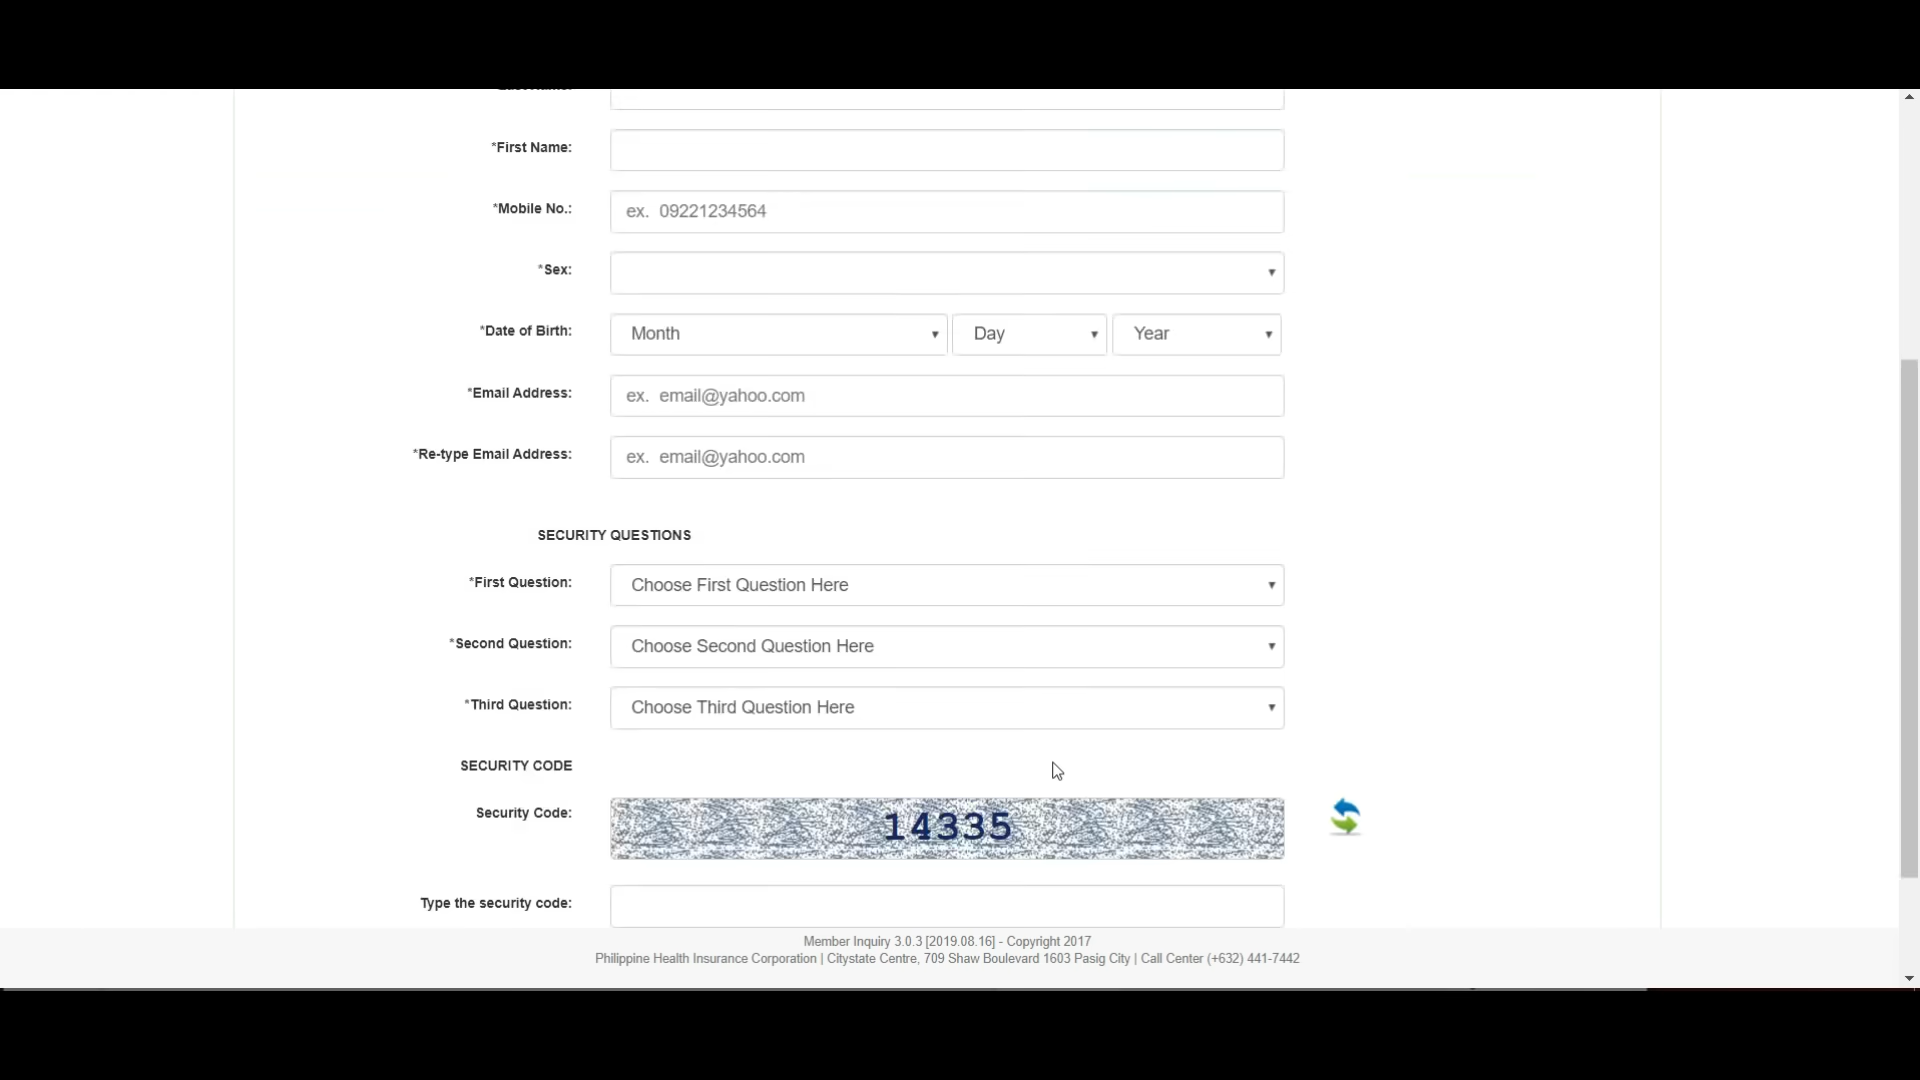 *First Name:
*Mobile No.: ex. 09221234564
*Sex:
*Date of Birth: Month Day Year
*Email Address: ex. email@yahoo.com
*Re-type Email Address: ex. email@yahoo.com
SECURITY QUESTIONS
*First Question: Choose First Question Here
*Second Question: Choose Second Question Here
*Third Question: Choose Third Question Here
SECURITY CODE
Security Code: 14335
Type the security code:
Member Inquiry 3.0.3 [2019.08.16] - Copyright 2017
Philippine Health Insurance Corporation | Citystate Centre, 709 Shaw Boulevard 1603 Pasig City | Call Center (+632) 441-7442